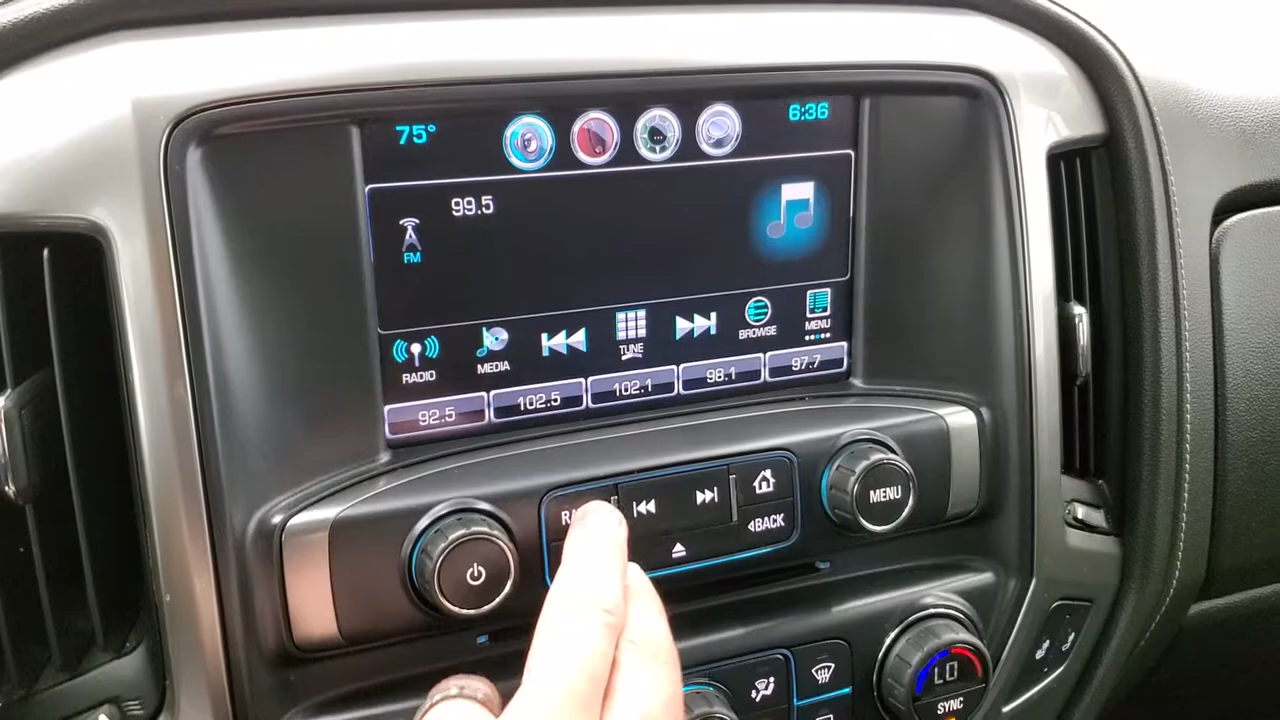 75°
6:36
99.5
FM
RADIO
MEDIA
TUNE
BROWSE
MENU
92.5
102.5
102.1
98.1
97.7
MENU
BACK
LO
SYNC